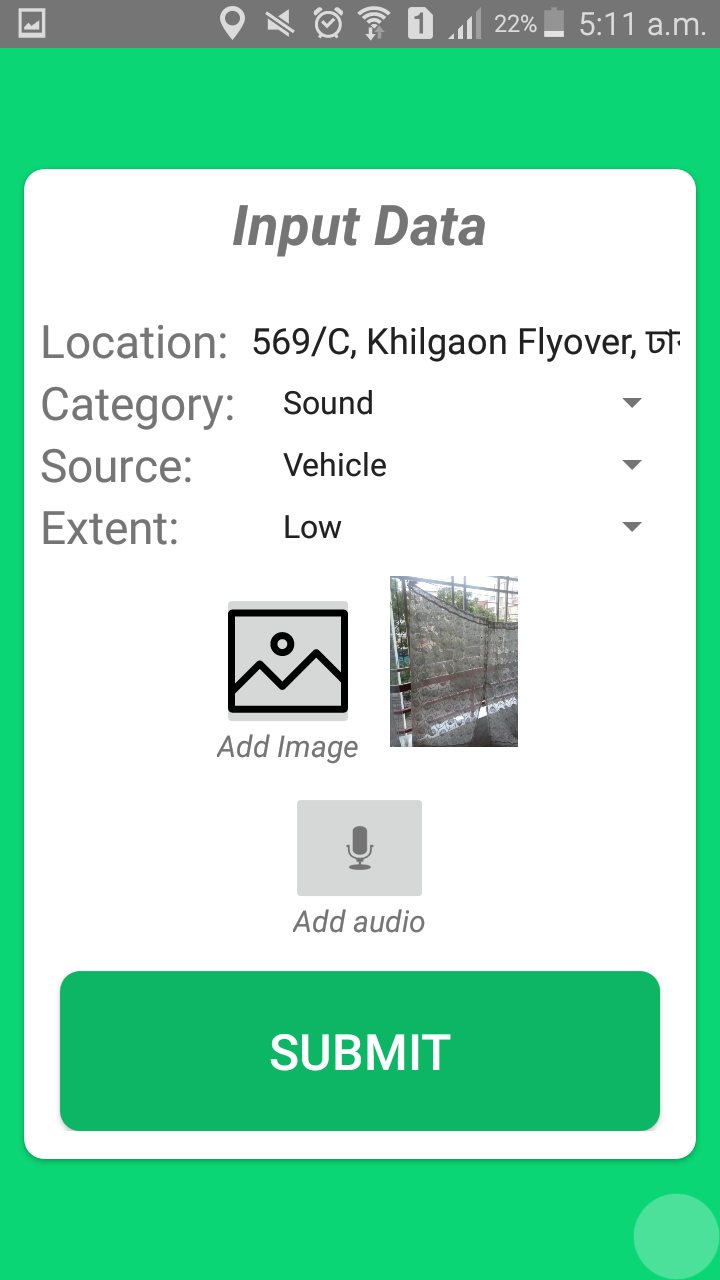 22% 5:11 a.m.
Input Data
Location: 569/C, Khilgaon Flyover,
Category: Sound
Source: Vehicle
Extent: Low
Add Image
Add audio
SUBMIT